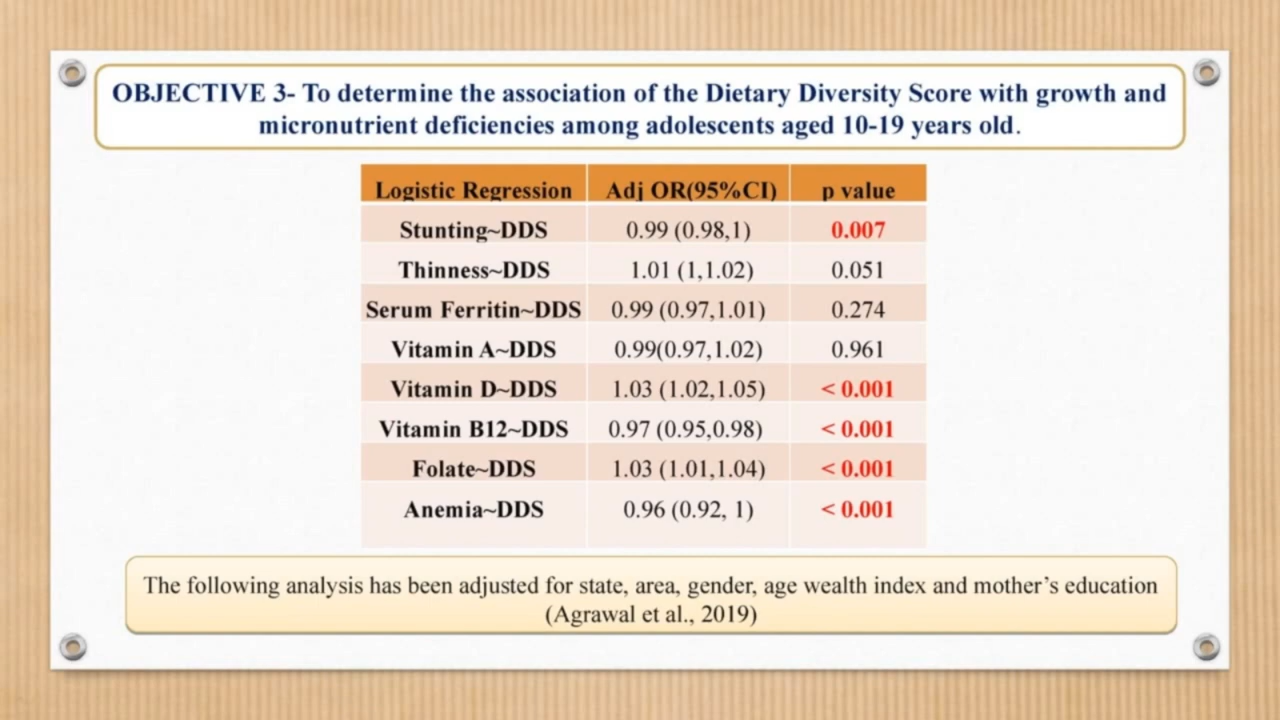 OBJECTIVE 3- To determine the association of the Dietary Diversity Score with growth and
micronutrient deficiencies among adolescents aged 10-19 years old.
Logistic Regression Adj OR(95%CI) p value
Stunting~DDS 0.99 (0.98,1) 0.007
Thinness~DDS 1.01 (1,1.02) 0.051
Serum Ferritin~DDS 0.99 (0.97,1.01) 0.274
Vitamin A~DDS 0.99(0.97,1.02) 0.961
Vitamin D~DDS 1.03 (1.02,1.05) < 0.001
Vitamin B12~DDS 0.97 (0.95,0.98) < 0.001
Folate~DDS 1.03 (1.01,1.04) < 0.001
Anemia~DDS 0.96 (0.92, 1) < 0.001
The following analysis has been adjusted for state, area, gender, age wealth index and mother’s education
(Agrawal et al., 2019)